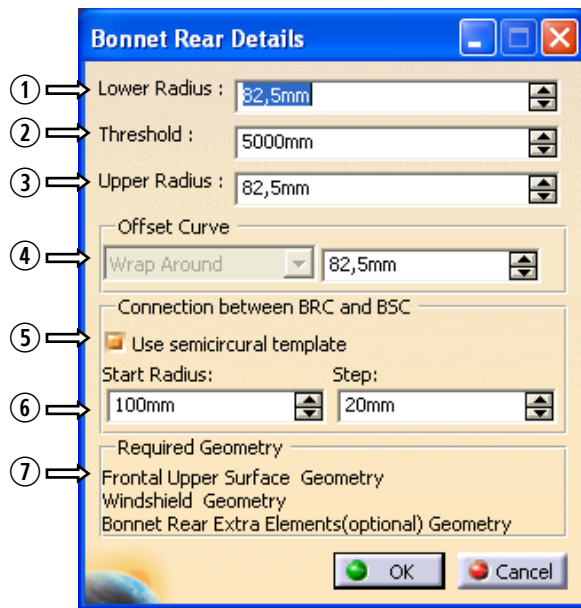 Bonnet Rear Details
① Lower Radius : 82,5mm
② Threshold : 5000mm
③ Upper Radius : 82,5mm
Offset Curve
④ Wrap Around 82,5mm
Connection between BRC and BSC
⑤ Use semicircural template
Start Radius: Step:
⑥ 100mm 20mm
Required Geometry
⑦ Frontal Upper Surface Geometry
Windshield Geometry
Bonnet Rear Extra Elements(optional) Geometry
OK Cancel